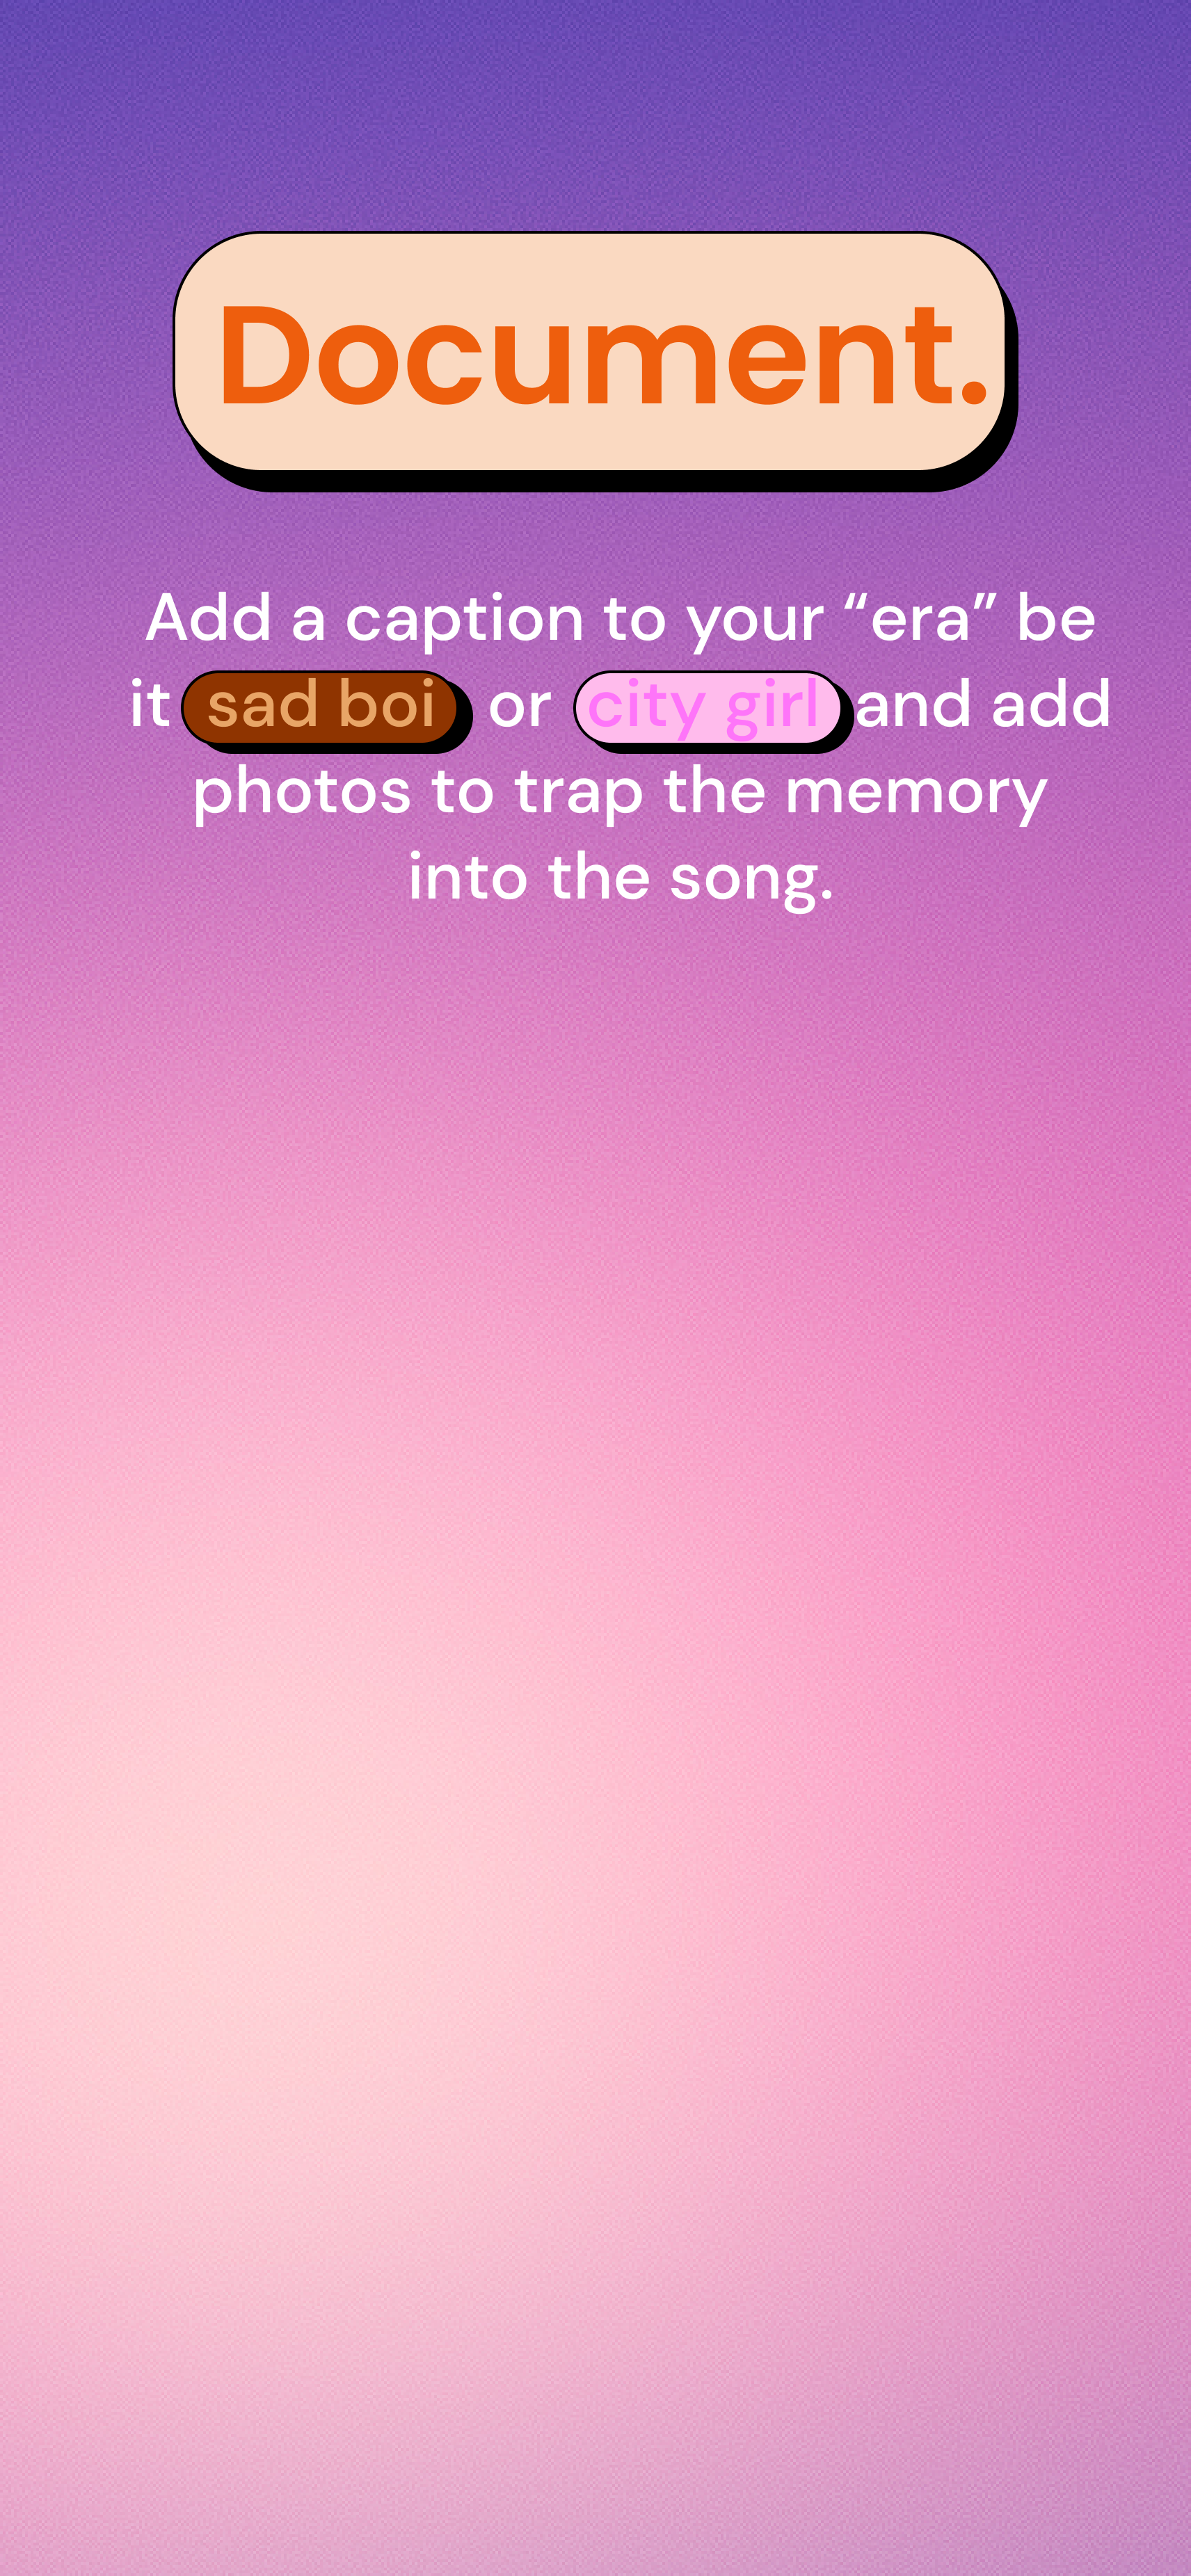 Document.
Add a caption to your “era” be
it sad boi or city girl and add
photos to trap the memory
into the song.